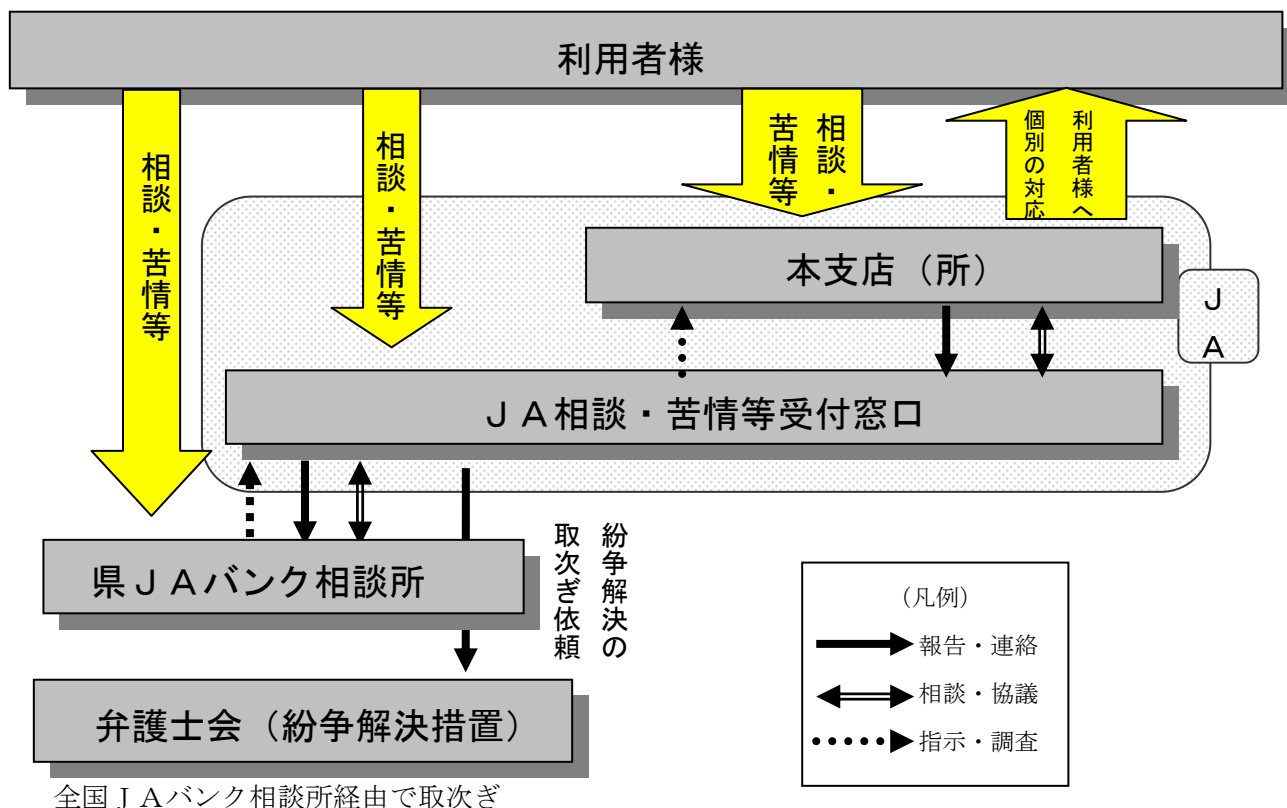 利用者様
相談・苦情等
相談・苦情等
相談・
苦情等
利用者様へ
個別の対応
本支店（所）
ＪＡ
ＪＡ相談・苦情等受付窓口
紛争解決の
取次ぎ依頼
県ＪＡバンク相談所
弁護士会（紛争解決措置）
全国ＪＡバンク相談所経由で取次ぎ
（凡例）
報告・連絡
相談・協議
指示・調査